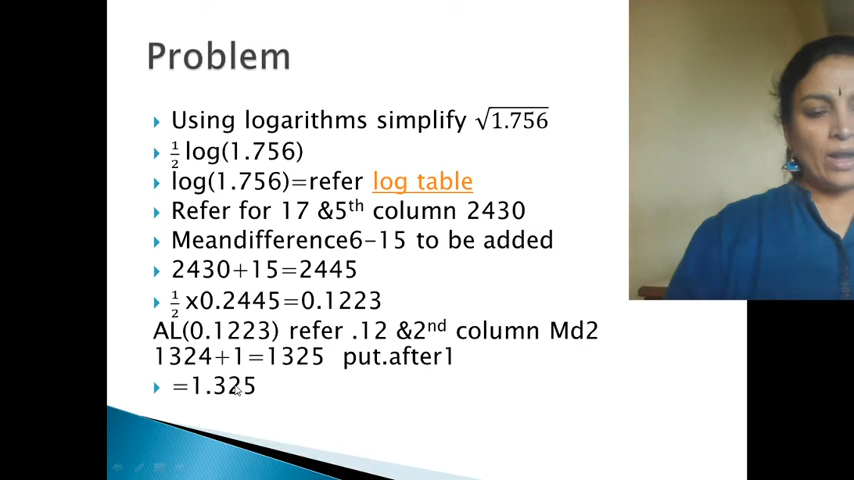 Problem
Using logarithms simplify √1.756
½ log(1.756)
log(1.756)=refer log table
Refer for 17 &5th column 2430
Meandifference6-15 to be added
2430+15=2445
½ x0.2445=0.1223
AL(0.1223) refer .12 &2nd column Md2
1324+1=1325 put.after1
=1.325